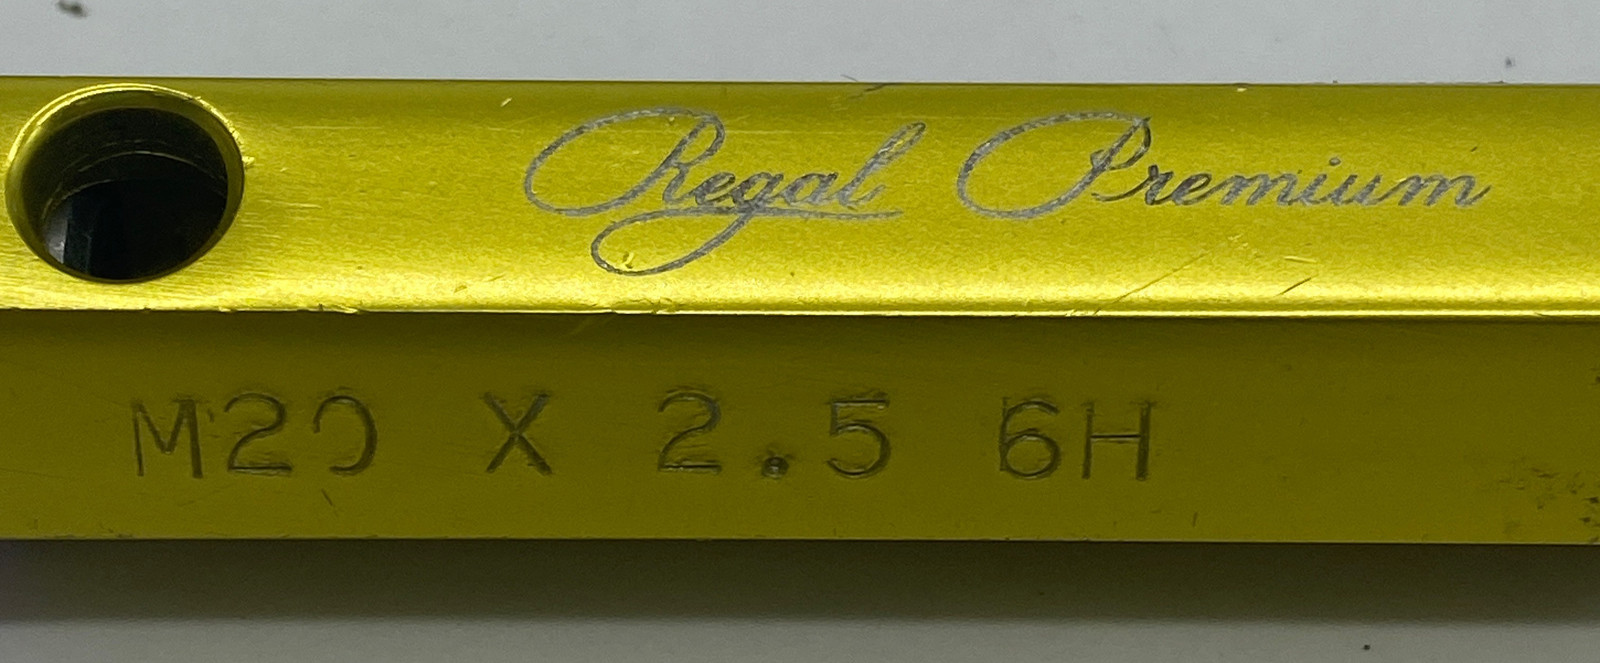 Regal Premium
M20 X 2.5 6H